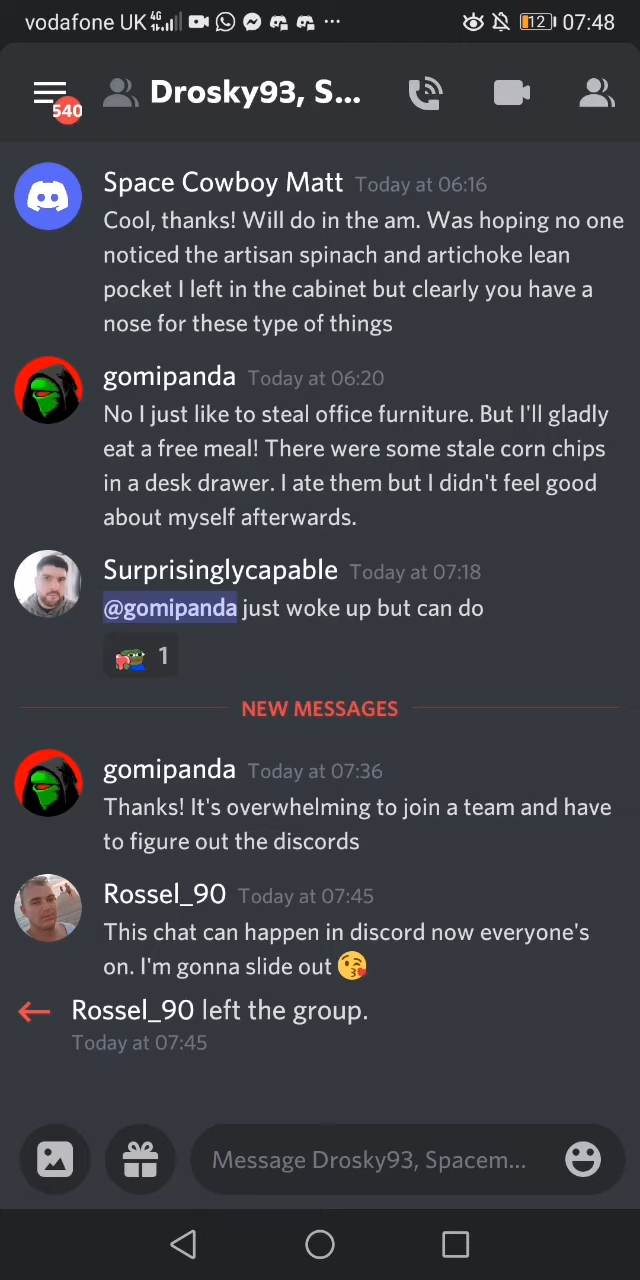 vodafone UK 4G ... 12 07:48
540
Drosky93, S...
Space Cowboy Matt Today at 06:16
Cool, thanks! Will do in the am. Was hoping no one
noticed the artisan spinach and artichoke lean
pocket I left in the cabinet but clearly you have a
nose for these type of things
gomipanda Today at 06:20
No I just like to steal office furniture. But I'll gladly
eat a free meal! There were some stale corn chips
in a desk drawer. I ate them but I didn't feel good
about myself afterwards.
Surprisinglycapable Today at 07:18
@gomipanda just woke up but can do
1
NEW MESSAGES
gomipanda Today at 07:36
Thanks! It's overwhelming to join a team and have
to figure out the discords
Rossel_90 Today at 07:45
This chat can happen in discord now everyone's
on. I'm gonna slide out 😘
Rossel_90 left the group.
Today at 07:45
Message Drosky93, Spacem...